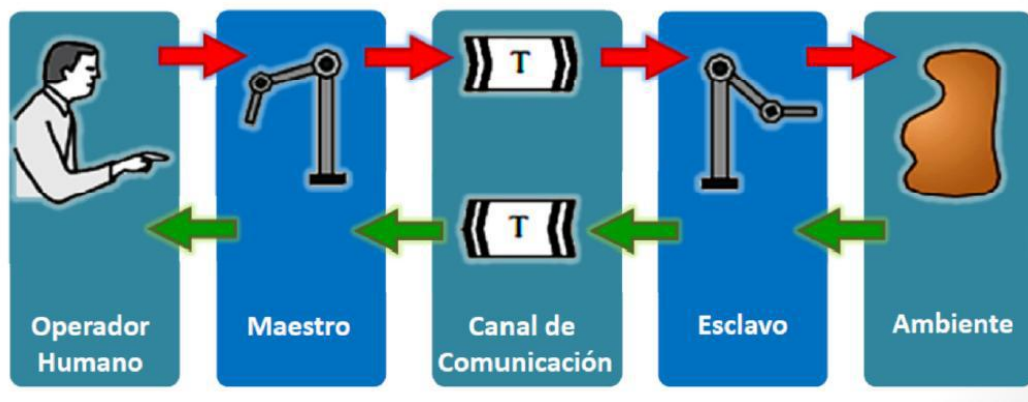 T
T
Operador
Humano
Maestro
Canal de
Comunicación
Esclavo
Ambiente